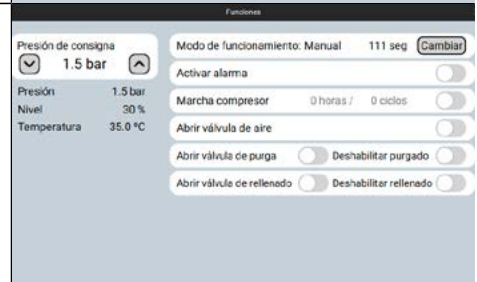 Funciones
Presión de consigna
1.5 bar
Presión 1.5 bar
Nivel 30 %
Temperatura 35.0 ºC
Modo de funcionamiento: Manual 111 seg Cambiar
Activar alarma
Marcha compresor 0 horas / 0 ciclos
Abrir válvula de aire
Abrir válvula de purga Deshabilitar purgado
Abrir válvula de rellenado Deshabilitar rellenado